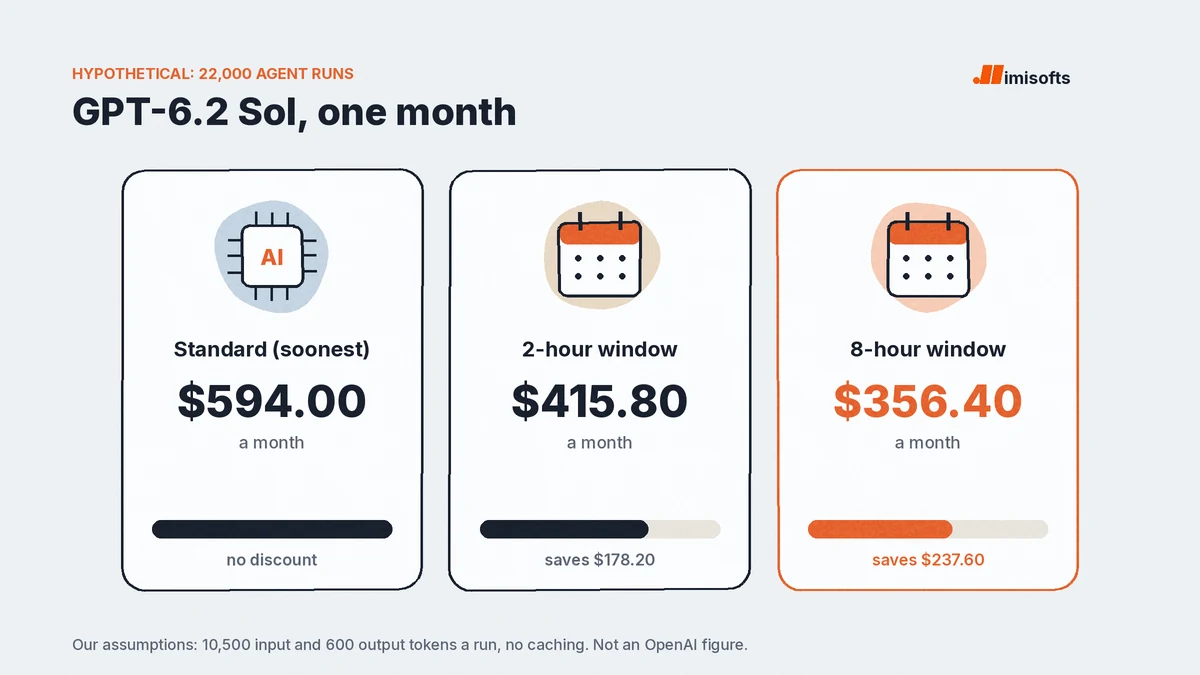 HYPOTHETICAL: 22,000 AGENT RUNS
GPT-6.2 Sol, one month
imisofts
AI
Standard (soonest)
$594.00
a month
no discount
2-hour window
$415.80
a month
saves $178.20
8-hour window
$356.40
a month
saves $237.60
Our assumptions: 10,500 input and 600 output tokens a run, no caching. Not an OpenAI figure.